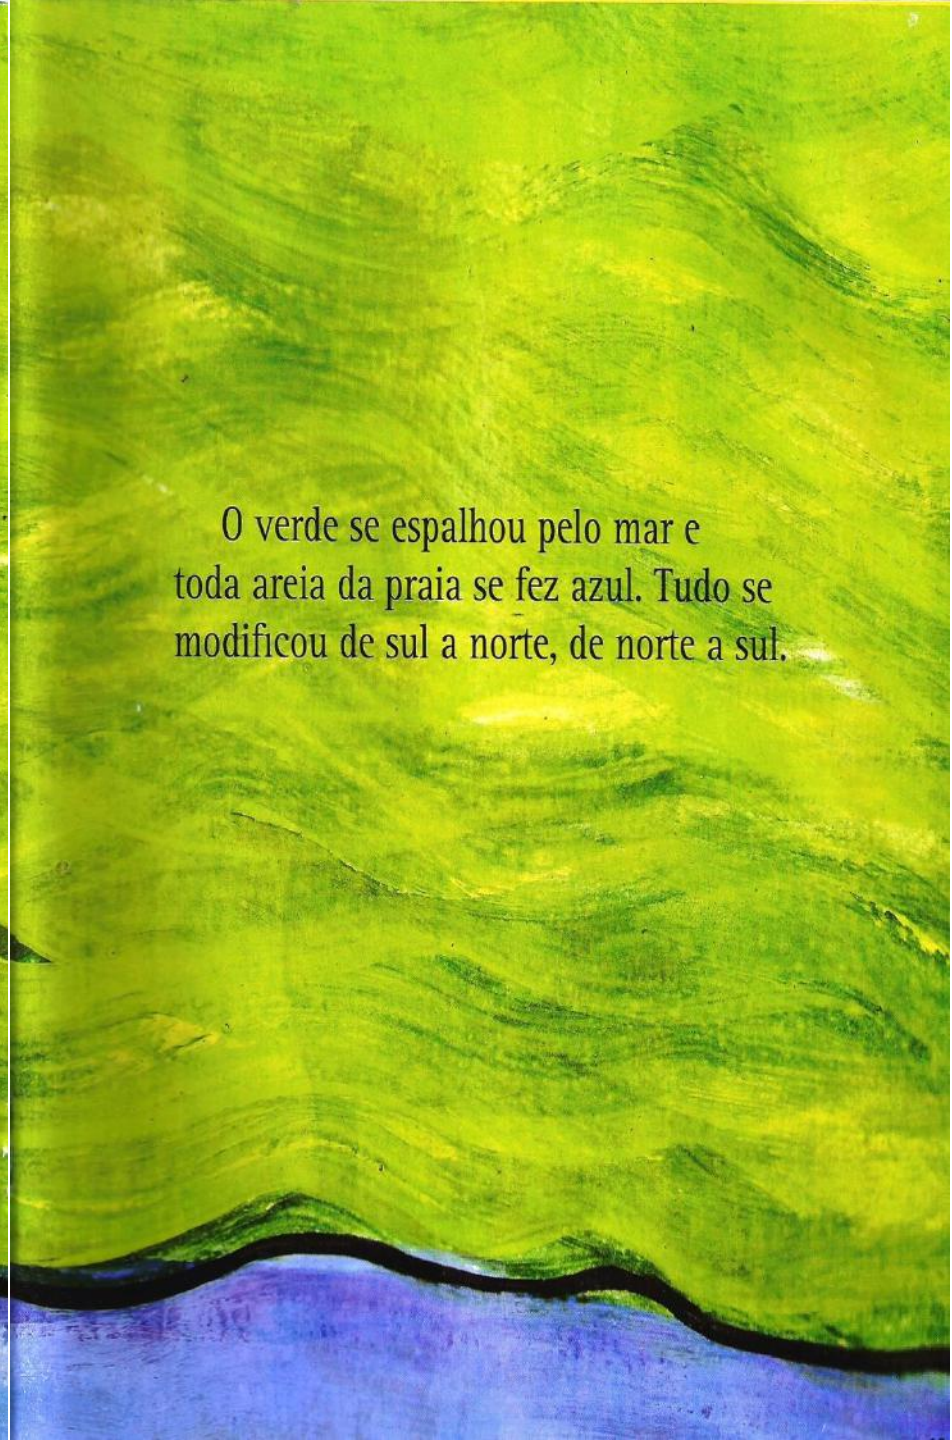 O verde se espalhou pelo mar e
toda areia da praia se fez azul. Tudo se
modificou de sul a norte, de norte a sul.